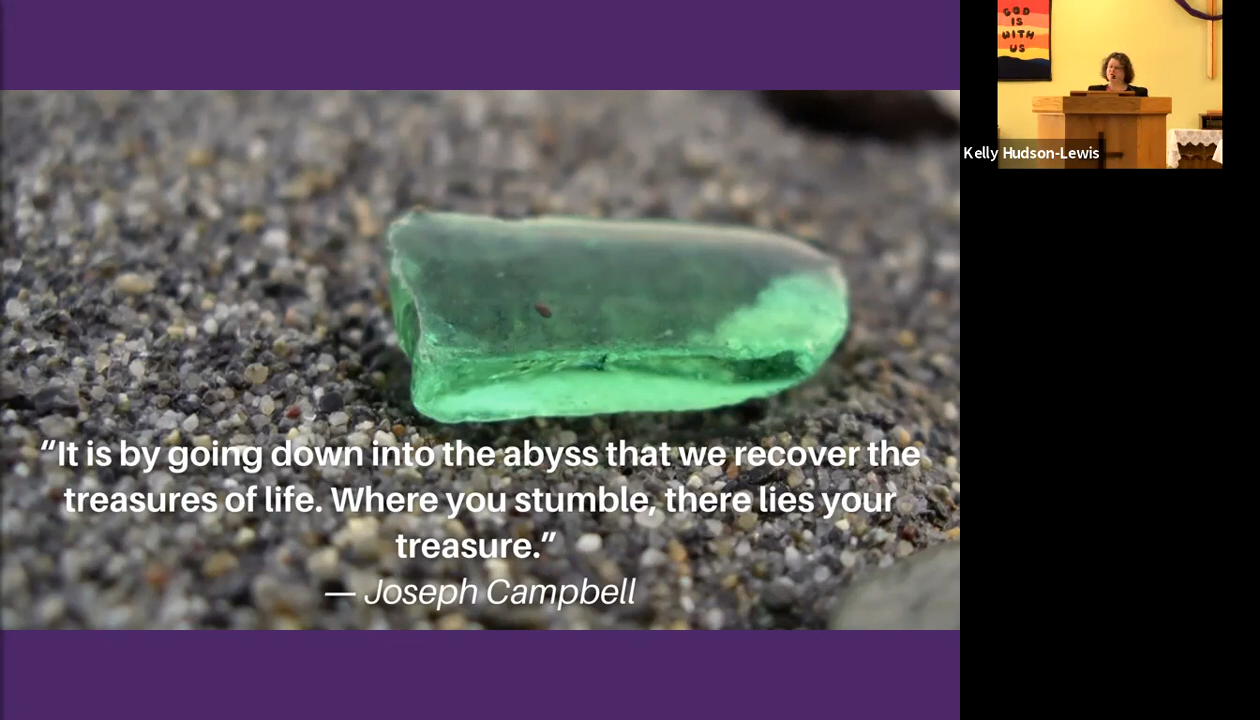 “It is by going down into the abyss that we recover the
treasures of life. Where you stumble, there lies your
treasure.”
— Joseph Campbell
GOD
IS
WITH
US
Kelly Hudson-Lewis